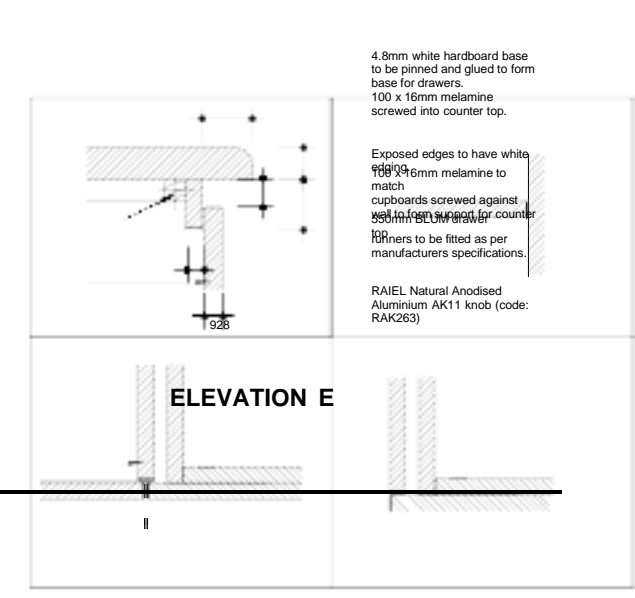 4.8mm white hardboard base
to be pinned and glued to form
base for drawers.
100 x 16mm melamine
screwed into counter top.
Exposed edges to have white
edging.
100 x 16mm melamine to
match
cupboards screwed against
wall to form support for counter
top
350mm BLUM drawer
runners to be fitted as per
manufacturers specifications.
RAIEL Natural Anodised
Aluminium AK11 knob (code:
RAK263)
928
ELEVATION E